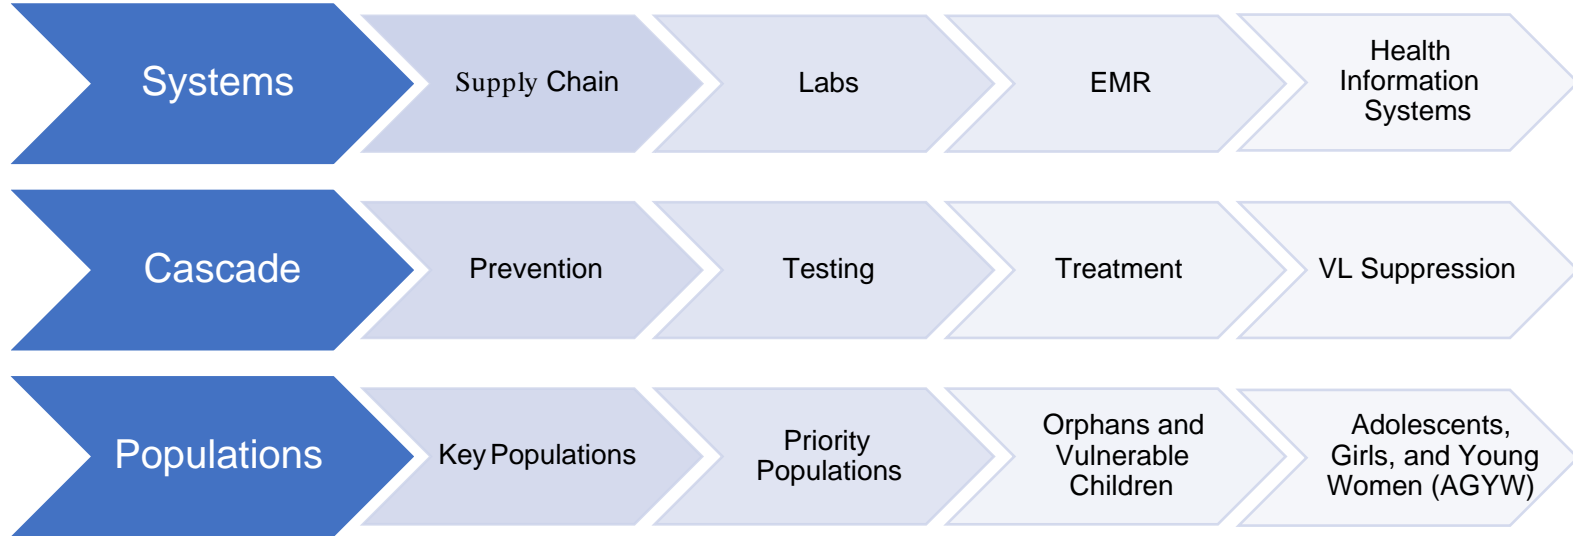 Systems
Supply Chain
Labs
EMR
Health
Information
Systems
Cascade
Prevention
Testing
Treatment
VL Suppression
Populations
Key Populations
Priority
Populations
Orphans and
Vulnerable
Children
Adolescents,
Girls, and Young
Women (AGYW)